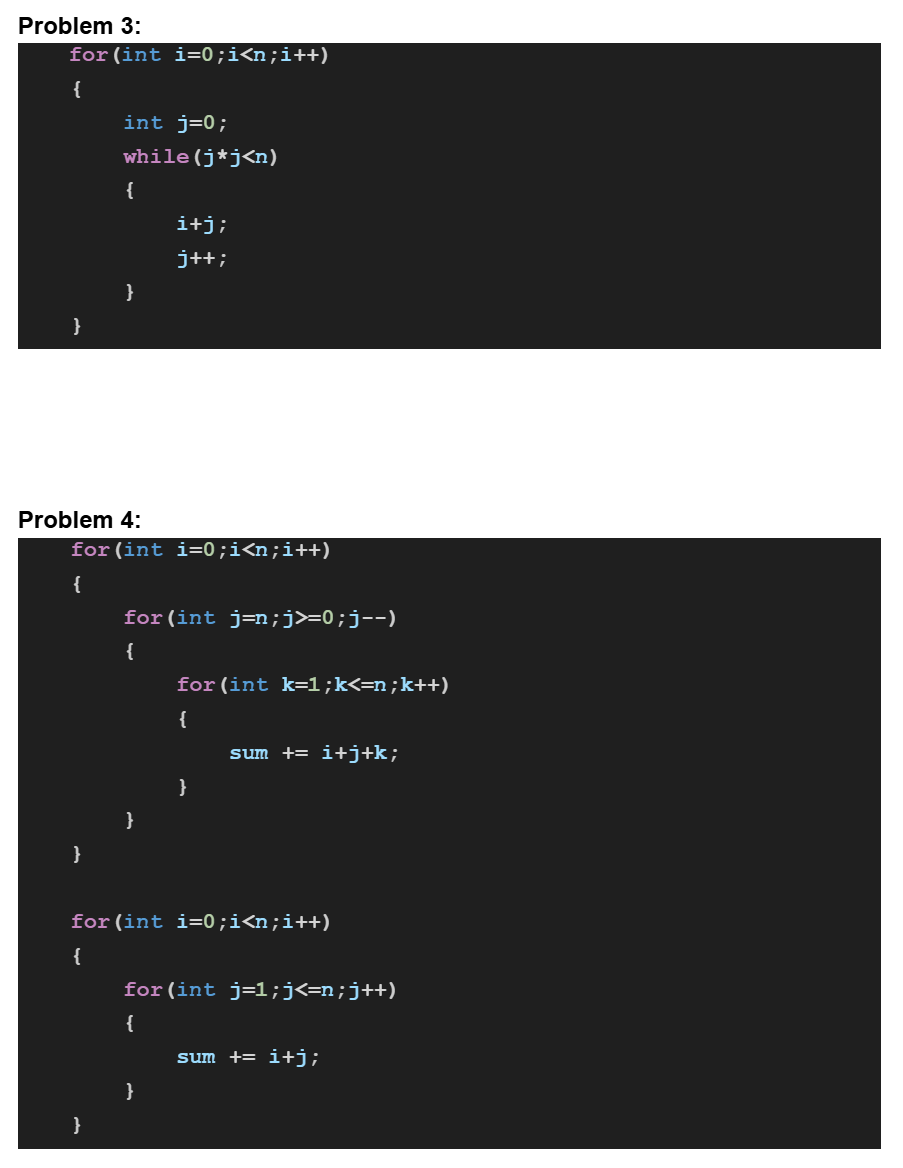 Problem 3:
for(int i=0;i<n;i++)
{
int j=0;
while(j*j<n)
{
i+j;
j++;
}
}
Problem 4:
for(int i=0;i<n;i++)
{
for(int j=n;j>=0;j--)
{
for(int k=1;k<=n;k++)
{
sum += i+j+k;
}
}
}
for(int i=0;i<n;i++)
{
for(int j=1;j<=n;j++)
{
sum += i+j;
}
}